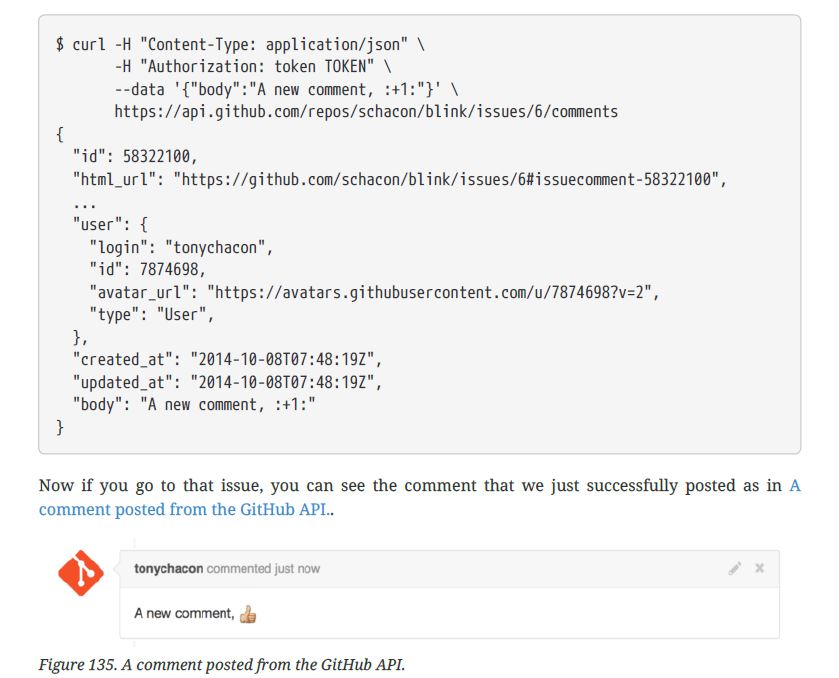 $ curl -H "Content-Type: application/json" \
       -H "Authorization: token TOKEN" \
       --data '{"body":"A new comment, :+1:"}' \
       https://api.github.com/repos/schacon/blink/issues/6/comments
{
  "id": 58322100,
  "html_url": "https://github.com/schacon/blink/issues/6#issuecomment-58322100",
  ...
  "user": {
    "login": "tonychacon",
    "id": 7874698,
    "avatar_url": "https://avatars.githubusercontent.com/u/7874698?v=2",
    "type": "User",
  },
  "created_at": "2014-10-08T07:48:19Z",
  "updated_at": "2014-10-08T07:48:19Z",
  "body": "A new comment, :+1:"
}
Now if you go to that issue, you can see the comment that we just successfully posted as in A
comment posted from the GitHub API..
tonychacon commented just now
A new comment, 👍
Figure 135. A comment posted from the GitHub API.